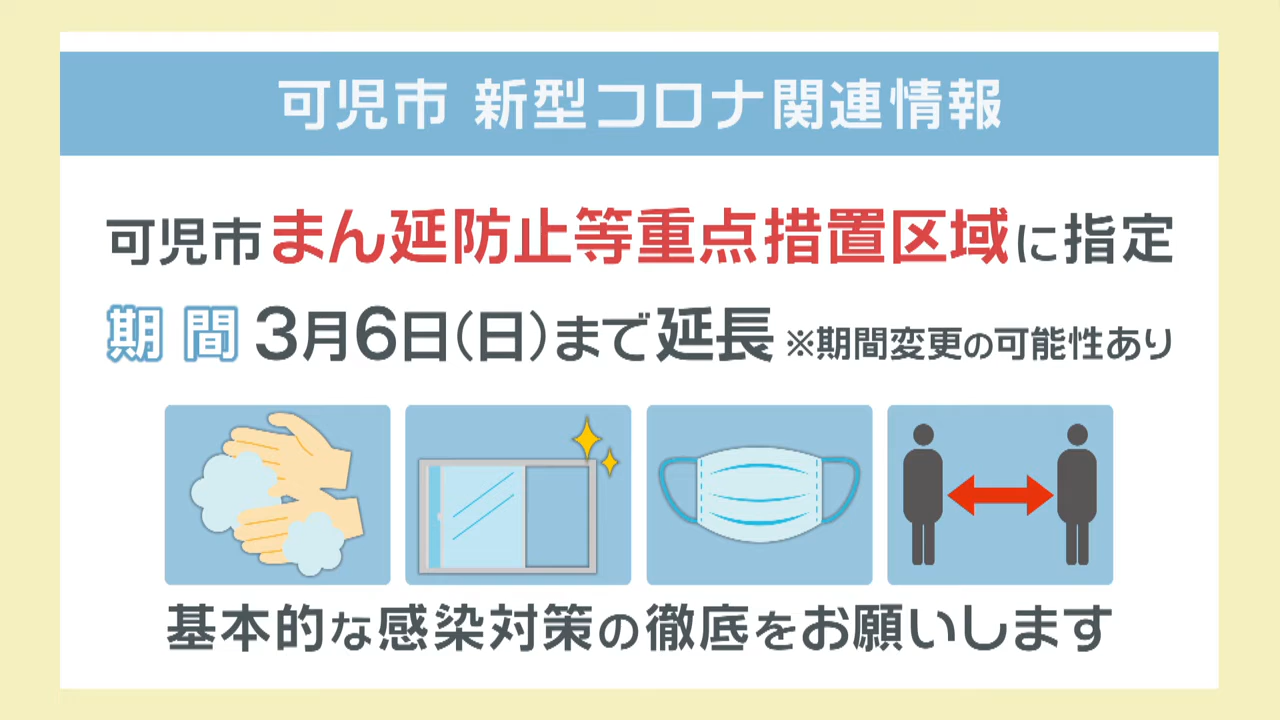 可児市 新型コロナ関連情報
可児市まん延防止等重点措置区域に指定
期間 3月6日(日)まで延長 ※期間変更の可能性あり
基本的な感染対策の徹底をお願いします